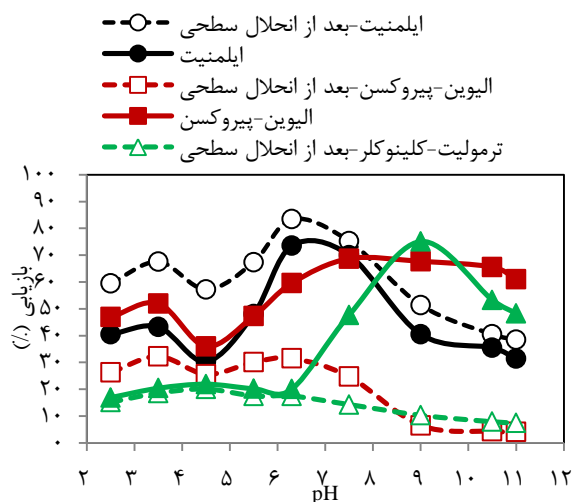 ایلمنیت-بعد از انحلال سطحی
ایلمنیت
الیوین-پیروکسن-بعد از انحلال سطحی
الیوین-پیروکسن
ترمولیت-کلینوکلر-بعد از انحلال سطحی
۱۰۰
۹۰
۸۰
۷۰
۶۰
۵۰
۴۰
۳۰
۲۰
۱۰
۰
بازیابی (٪)
۲ ۳ ۴ ۵ ۶ ۷ ۸ ۹ ۱۰ ۱۱ ۱۲
pH